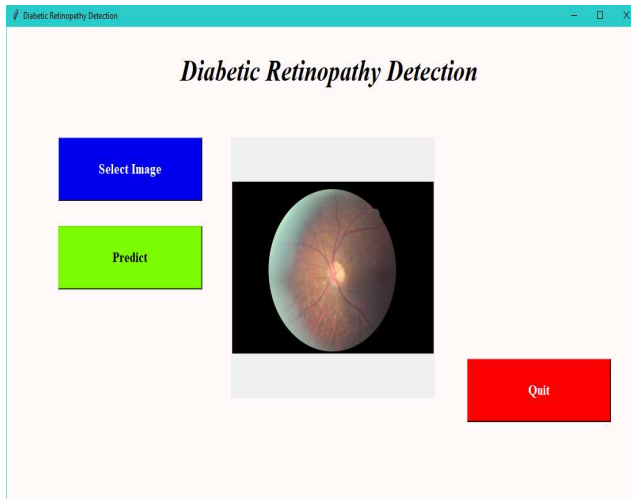 Diabetic Retinopathy Detection
Diabetic Retinopathy Detection
Select Image
Predict
Quit